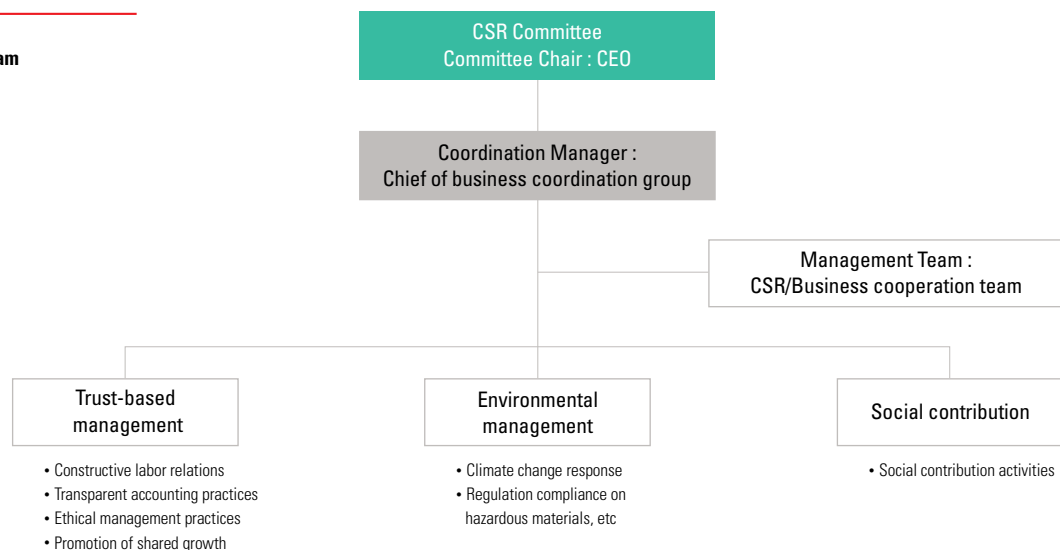 CSR Committee
Committee Chair : CEO
Coordination Manager :
Chief of business coordination group
Management Team :
CSR/Business cooperation team
Trust-based
management
• Constructive labor relations
• Transparent accounting practices
• Ethical management practices
• Promotion of shared growth
Environmental
management
• Climate change response
• Regulation compliance on
hazardous materials, etc
Social contribution
• Social contribution activities